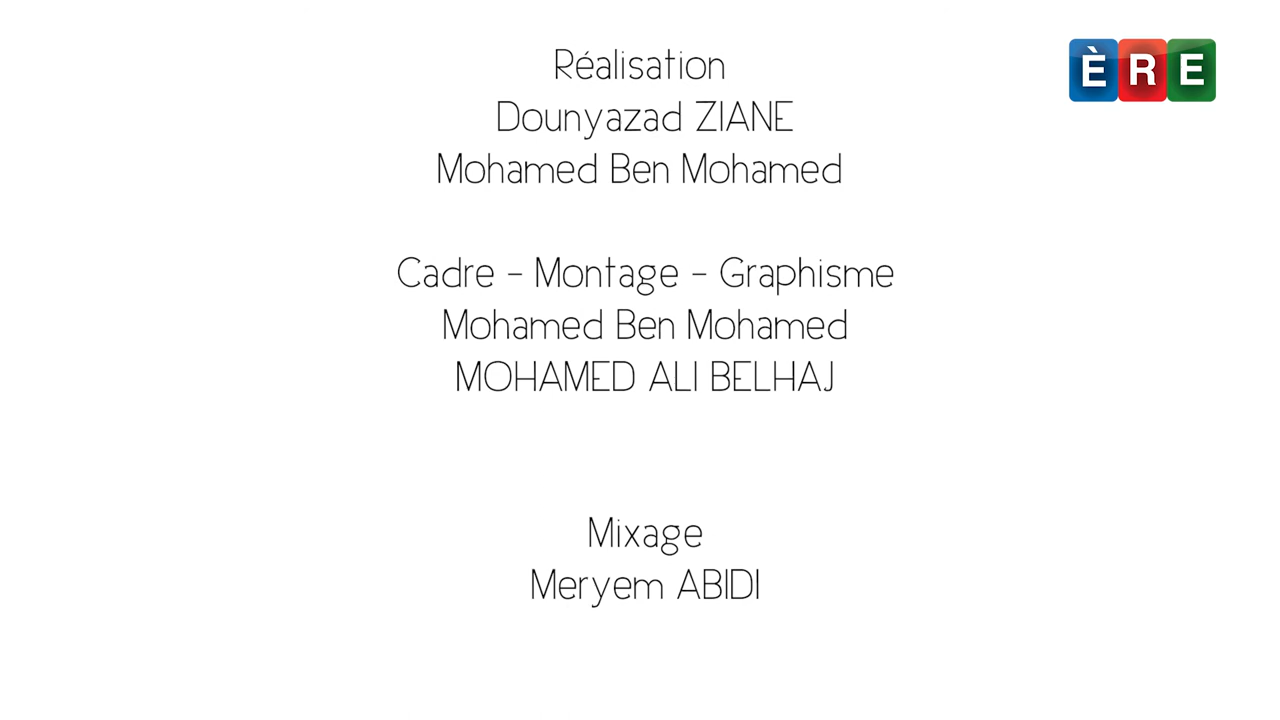 Réalisation
Dounyazad ZIANE
Mohamed Ben Mohamed
Cadre - Montage - Graphisme
Mohamed Ben Mohamed
MOHAMED ALI BELHAJ
Mixage
Meryem ABIDI
ÈRE